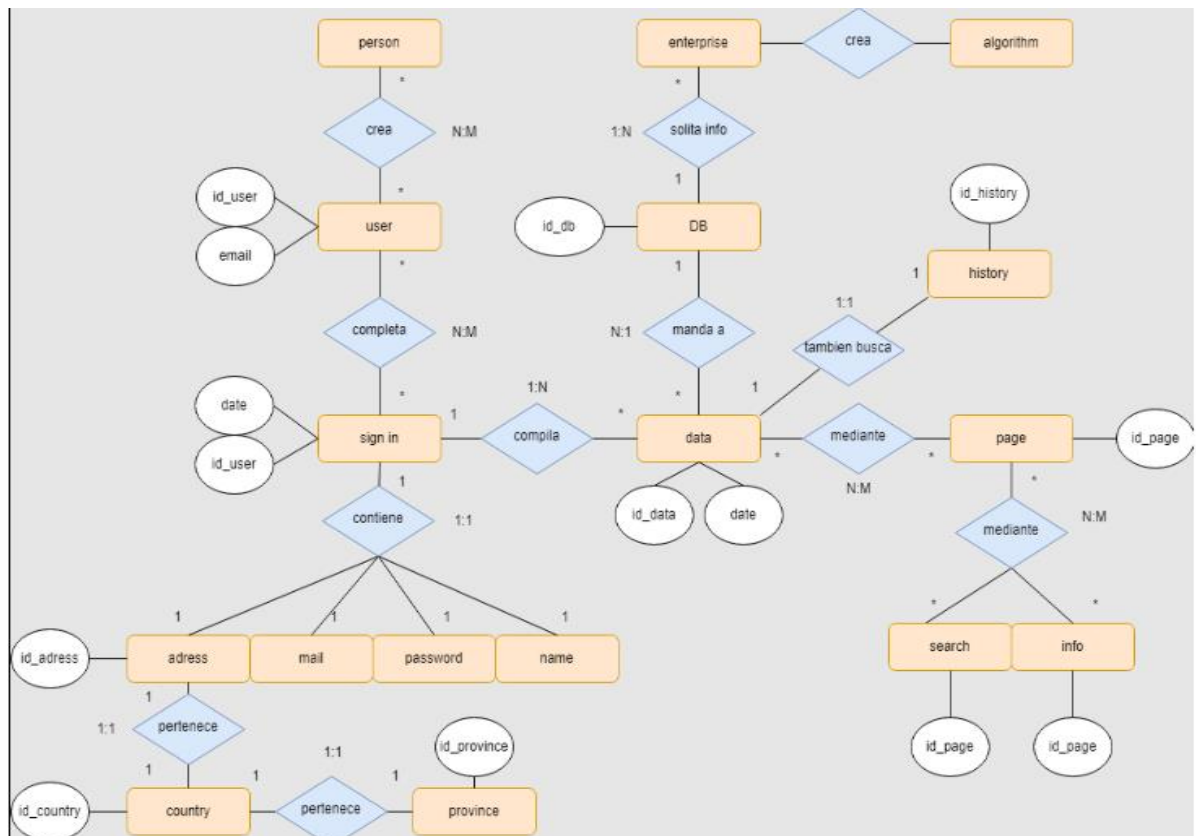 person
enterprise
crea
algorithm
*
*
crea
N:M
1:N
solita info
id_user
*
1
id_history
user
id_db
DB
email
*
1
1
history
1:1
completa
N:M
N:1
manda a
tambien busca
date
*
1:N
*
1
sign in
1
compila
*
data
mediante
page
id_page
id_user
*
*
1
N:M
*
contiene
1:1
id_data
date
mediante
N:M
1
1
1
1
*
*
id_adress
adress
mail
password
name
search
info
1
1:1
pertenece
1:1
id_province
id_page
id_page
1
1
1
id_country
country
pertenece
province